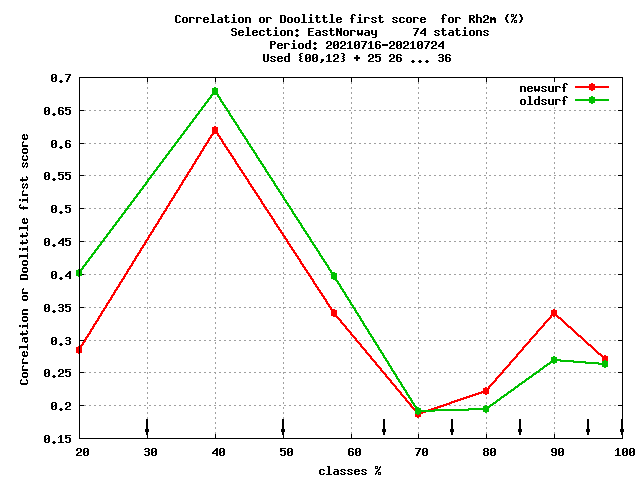 Correlation or Doolittle first score  for Rh2m (%)
Selection: EastNorway     74 stations
Period: 20210716-20210724
Used {00,12} + 25 26 ... 36
newsurf
oldsurf
0,7
0,65
0,6
0,55
0,5
0,45
0,4
0,35
0,3
0,25
0,2
0,15
Correlation or Doolittle first score
20 30 40 50 60 70 80 90 100
classes %